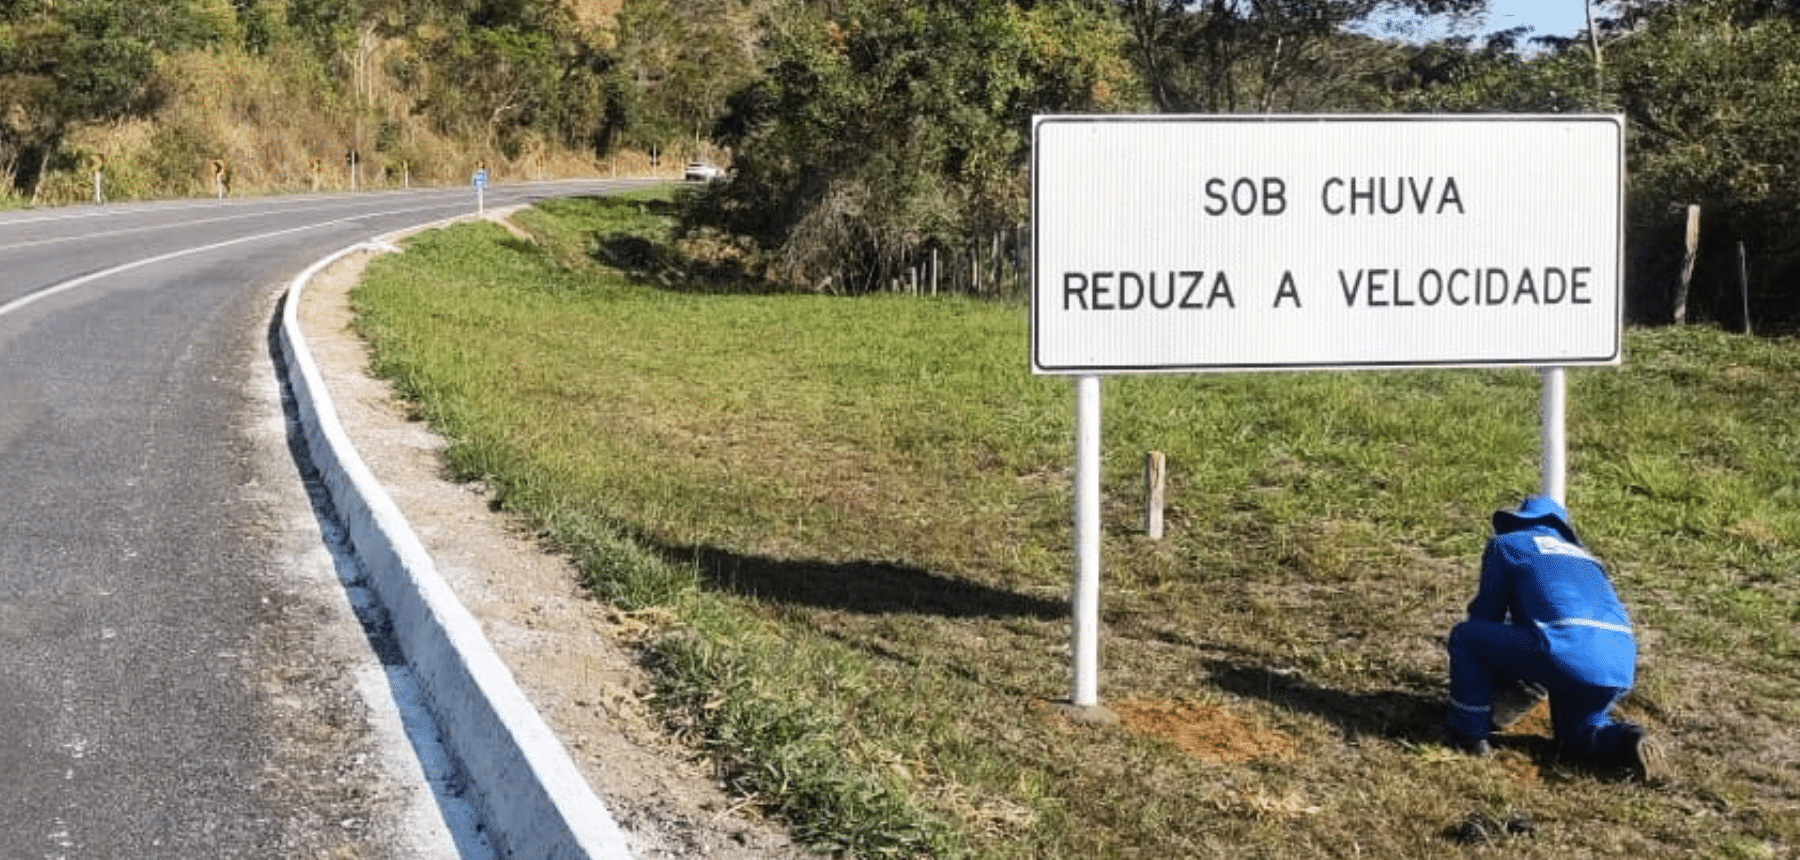 SOB CHUVA
REDUZA A VELOCIDADE